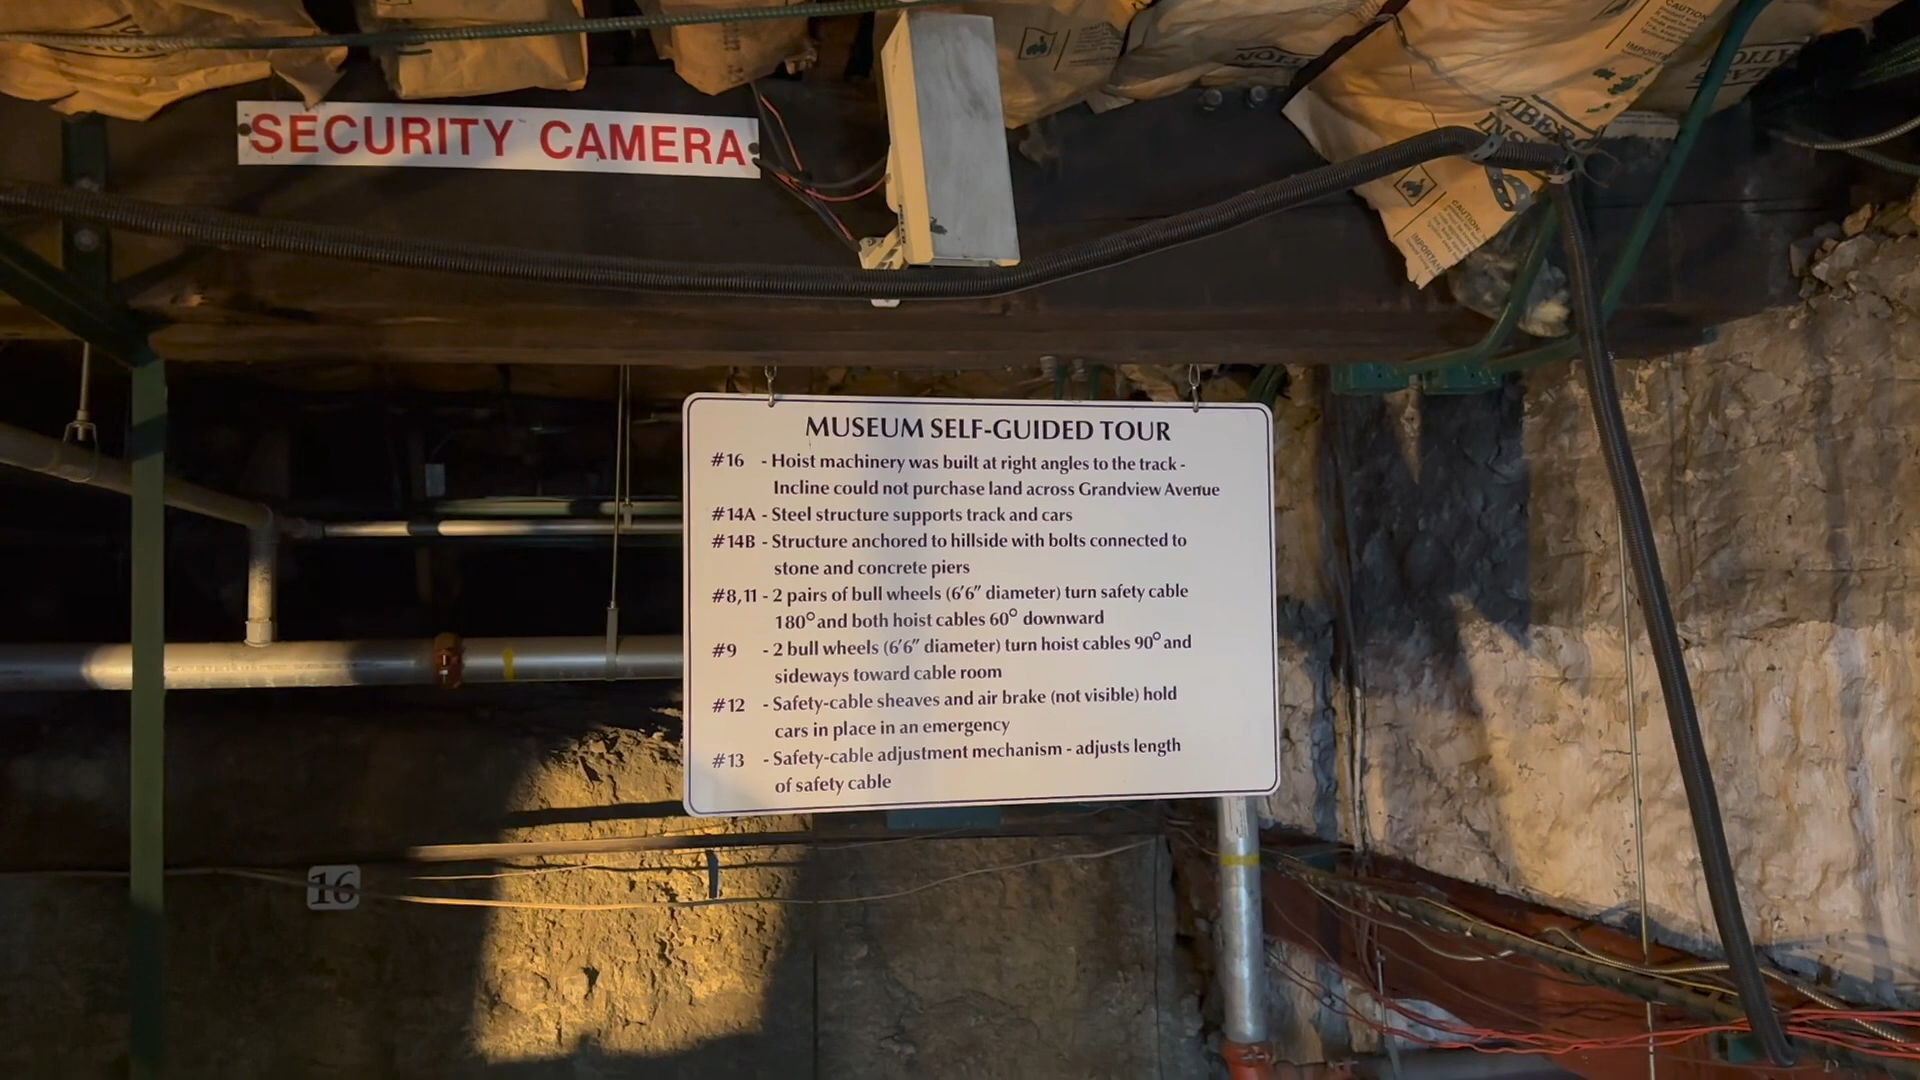 SECURITY CAMERA
MUSEUM SELF-GUIDED TOUR
#16 - Hoist machinery was built at right angles to the track -
Incline could not purchase land across Grandview Avenue
#14A - Steel structure supports track and cars
#14B - Structure anchored to hillside with bolts connected to
stone and concrete piers
#8,11 - 2 pairs of bull wheels (6'6" diameter) turn safety cable
180° and both hoist cables 60° downward
#9 - 2 bull wheels (6'6" diameter) turn hoist cables 90° and
sideways toward cable room
#12 - Safety-cable sheaves and air brake (not visible) hold
cars in place in an emergency
#13 - Safety-cable adjustment mechanism - adjusts length
of safety cable
16
CAUTION
IMPORTANT